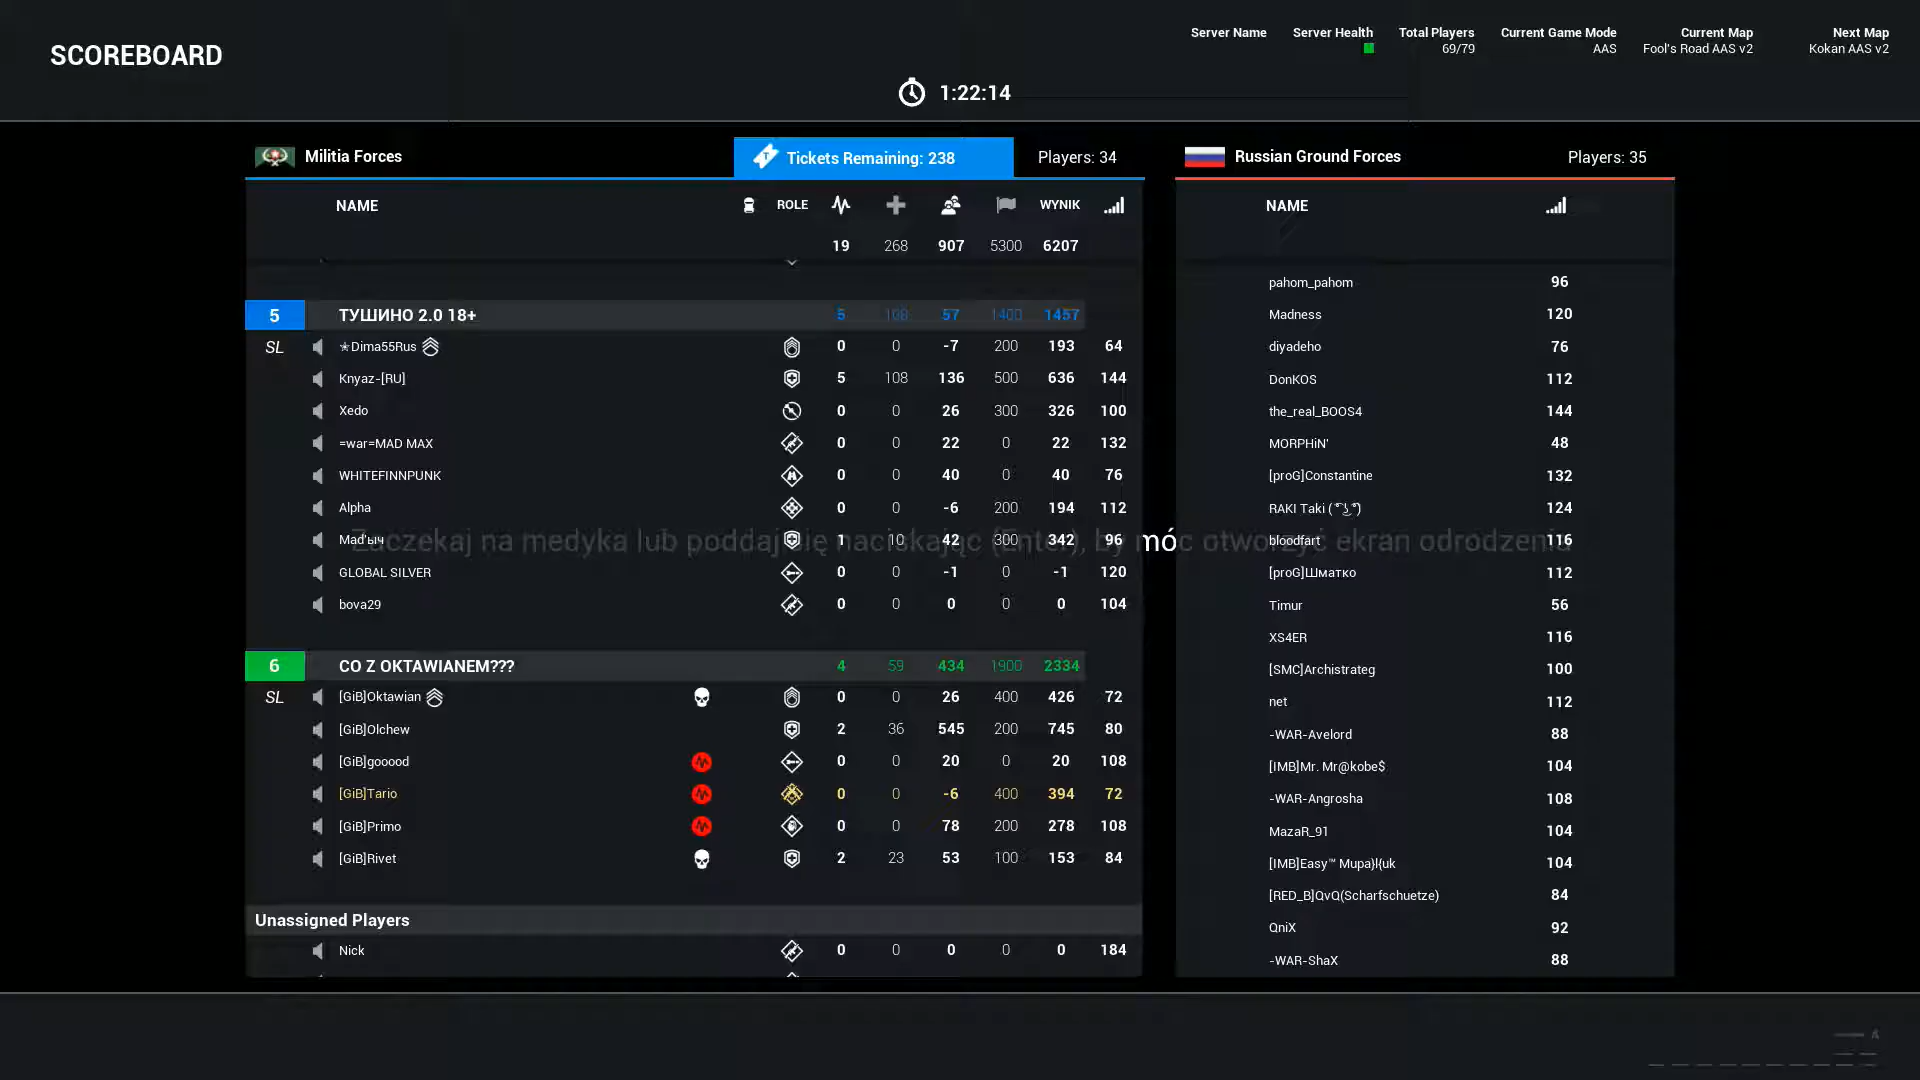 SCOREBOARD
Server Name Server Health Total Players Current Game Mode Current Map Next Map
69/79 AAS Fool's Road AAS v2 Kokan AAS v2
1:22:14
Militia Forces Tickets Remaining: 238 Players: 34
NAME ROLE WYNIK
19 268 907 5300 6207
5 ТУШИНО 2.0 18+ 5 108 57 1400 1457
SL ★Dima55Rus 0 0 -7 200 193 64
Knyaz-[RU] 5 108 136 500 636 144
Xedo 0 0 26 300 326 100
=war=MAD MAX 0 0 22 0 22 132
WHITEFINNPUNK 0 0 40 0 40 76
Alpha 0 0 -6 200 194 112
Zaczekaj na medyka lub poddaj się naciskając (Enter), by móc otworzyć ekran odrodzenia
Mad'ыч 1 10 42 300 342 96
GLOBAL SILVER 0 0 -1 0 -1 120
bova29 0 0 0 0 0 104
6 CO Z OKTAWIANEM??? 4 59 434 1900 2334
SL [GiB]Oktawian 0 0 26 400 426 72
[GiB]Olchew 2 36 545 200 745 80
[GiB]gooood 0 0 20 0 20 108
[GiB]Tario 0 0 -6 400 394 72
[GiB]Primo 0 0 78 200 278 108
[GiB]Rivet 2 23 53 100 153 84
Unassigned Players
Nick 0 0 0 0 0 184
Russian Ground Forces Players: 35
NAME
pahom_pahom 96
Madness 120
diyadeho 76
DonKOS 112
the_real_BOOS4 144
MORPHiN' 48
[proG]Constantine 132
RAKI Taki ( ͡° ͜ʖ ͡°) 124
bloodfart 116
[proG]Шматко 112
Timur 56
XS4ER 116
[SMC]Archistrateg 100
net 112
-WAR-Avelord 88
[IMB]Mr. Mr@kobe$ 104
-WAR-Angrosha 108
MazaR_91 104
[IMB]Easy™ Mupa}|{uk 104
[RED_B]QvQ(Scharfschuetze) 84
QniX 92
-WAR-ShaX 88